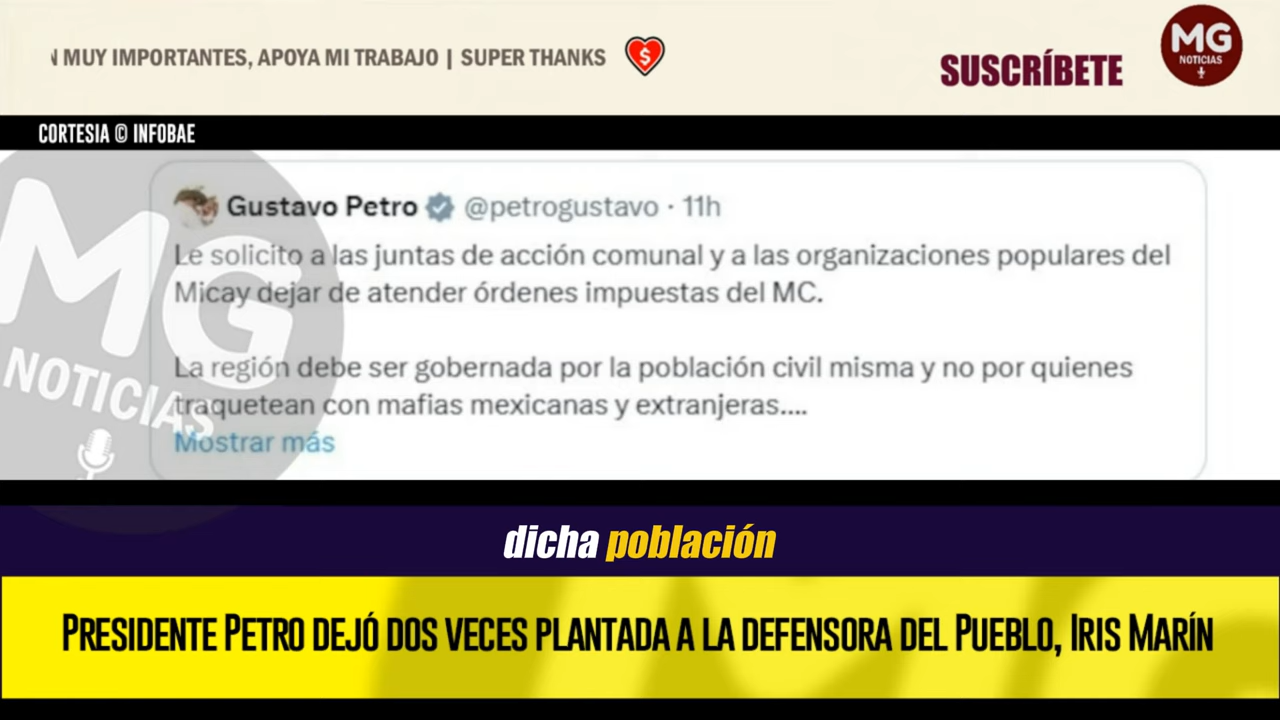 N MUY IMPORTANTES, APOYA MI TRABAJO | SUPER THANKS
SUSCRÍBETE
MG
NOTICIAS
CORTESIA © INFOBAE
Gustavo Petro @petrogustavo · 11h
Le solicito a las juntas de acción comunal y a las organizaciones populares del
Micay dejar de atender órdenes impuestas del MC.
La región debe ser gobernada por la población civil misma y no por quienes
traquetean con mafias mexicanas y extranjeras....
Mostrar más
MG
NOTICIAS
dicha población
PRESIDENTE PETRO DEJÓ DOS VECES PLANTADA A LA DEFENSORA DEL PUEBLO, IRIS MARÍN